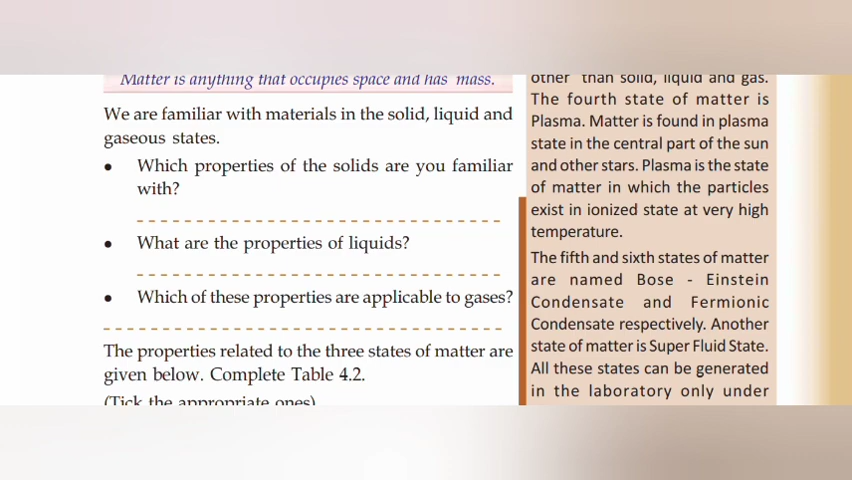 Matter is anything that occupies space and has mass.
We are familiar with materials in the solid, liquid and
gaseous states.
• Which properties of the solids are you familiar
with?
• What are the properties of liquids?
• Which of these properties are applicable to gases?
The properties related to the three states of matter are
given below. Complete Table 4.2.
(Tick the appropriate ones)
other than solid, liquid and gas.
The fourth state of matter is
Plasma. Matter is found in plasma
state in the central part of the sun
and other stars. Plasma is the state
of matter in which the particles
exist in ionized state at very high
temperature.
The fifth and sixth states of matter
are named Bose - Einstein
Condensate and Fermionic
Condensate respectively. Another
state of matter is Super Fluid State.
All these states can be generated
in the laboratory only under